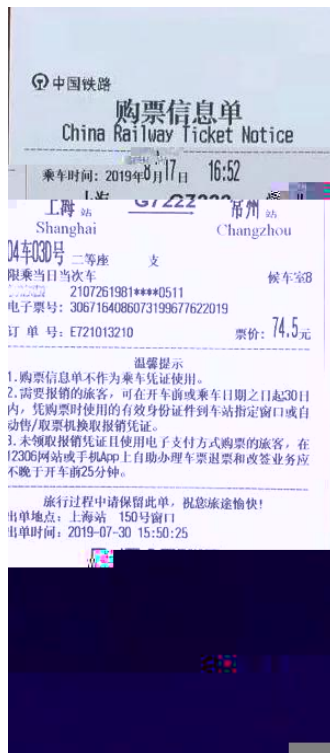 中国铁路
购票信息单
China Railway Ticket Notice
乘车时间: 2019年8月17日 16:52
上海 站 G7222 常州 站
Shanghai Changzhou
04车03D号 二等座 支
限乘当日当次车 候车室B
2107261981****0511
电子票号: 3067164086073199677622019
订 单 号: E721013210 票价: 74.5元
温馨提示
1.购票信息单不作为乘车凭证使用。
2.需要报销的旅客, 可在开车前或乘车日期之日起30日
内, 凭购票时使用的有效身份证件到车站指定窗口或自
动售/取票机换取报销凭证。
3.未领取报销凭证且使用电子支付方式购票的旅客, 在
12306网站或手机App上自助办理车票退票和改签业务应
不晚于开车前25分钟。
旅行过程中请保留此单, 祝您旅途愉快!
出单地点: 上海站 150号窗口
出单时间: 2019-07-30 15:50:25